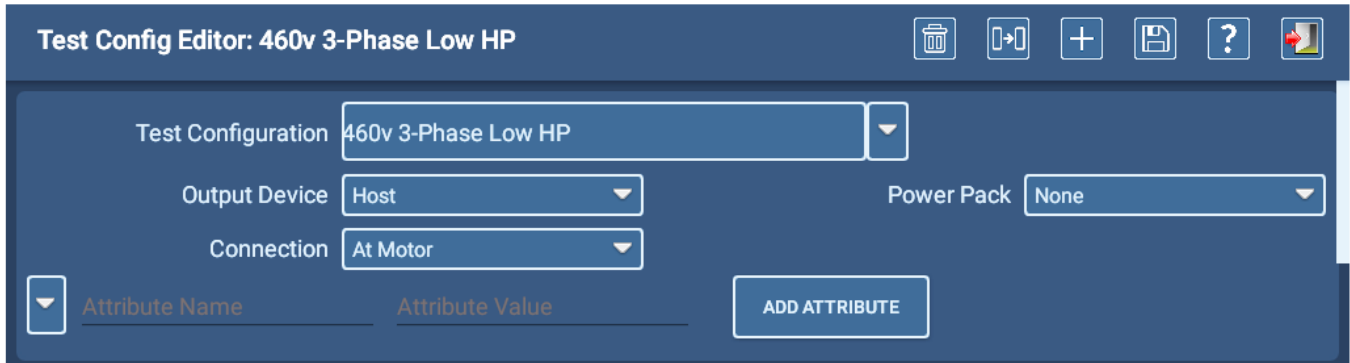 Test Config Editor: 460v 3-Phase Low HP
?
Test Configuration 460v 3-Phase Low HP
Output Device Host Power Pack None
Connection At Motor
Attribute Name Attribute Value ADD ATTRIBUTE